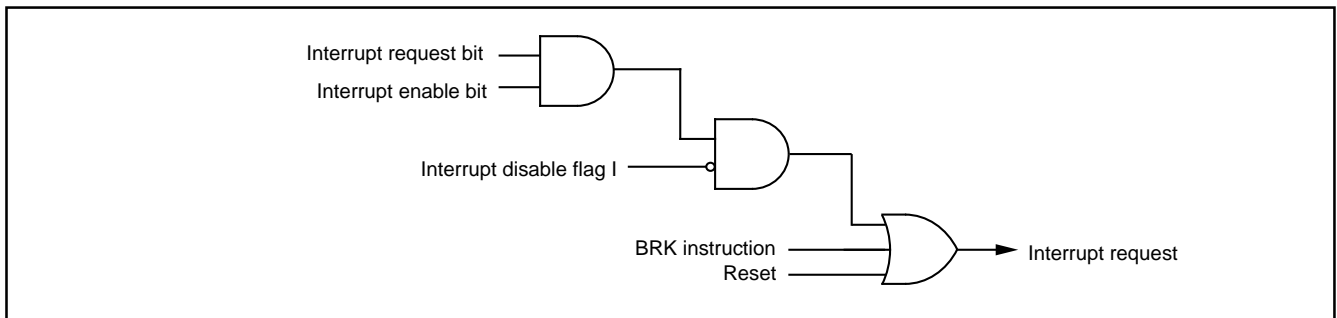 Interrupt request bit
Interrupt enable bit
Interrupt disable flag I
BRK instruction
Reset
Interrupt request